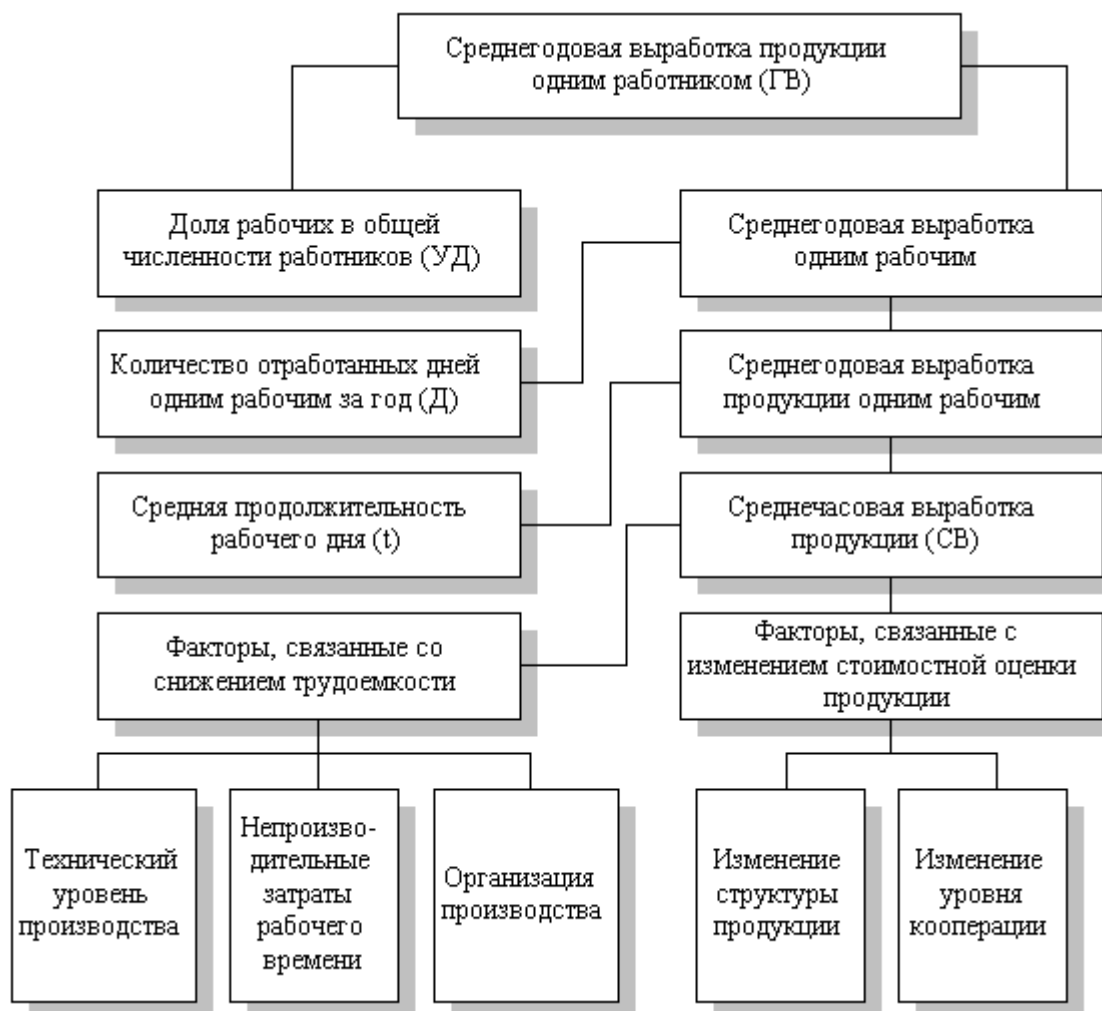 Среднегодовая выработка продукции
одним работником (ГВ)
Доля рабочих в общей
численности работников (УД)
Среднегодовая выработка
одним рабочим
Количество отработанных дней
одним рабочим за год (Д)
Среднегодовая выработка
продукции одним рабочим
Средняя продолжительность
рабочего дня (t)
Среднечасовая выработка
продукции (СВ)
Факторы, связанные со
снижением трудоемкости
Факторы, связанные с
изменением стоимостной оценки
продукции
Технический
уровень
производства
Непроизво-
дительные
затраты
рабочего
времени
Организация
производства
Изменение
структуры
продукции
Изменение
уровня
кооперации